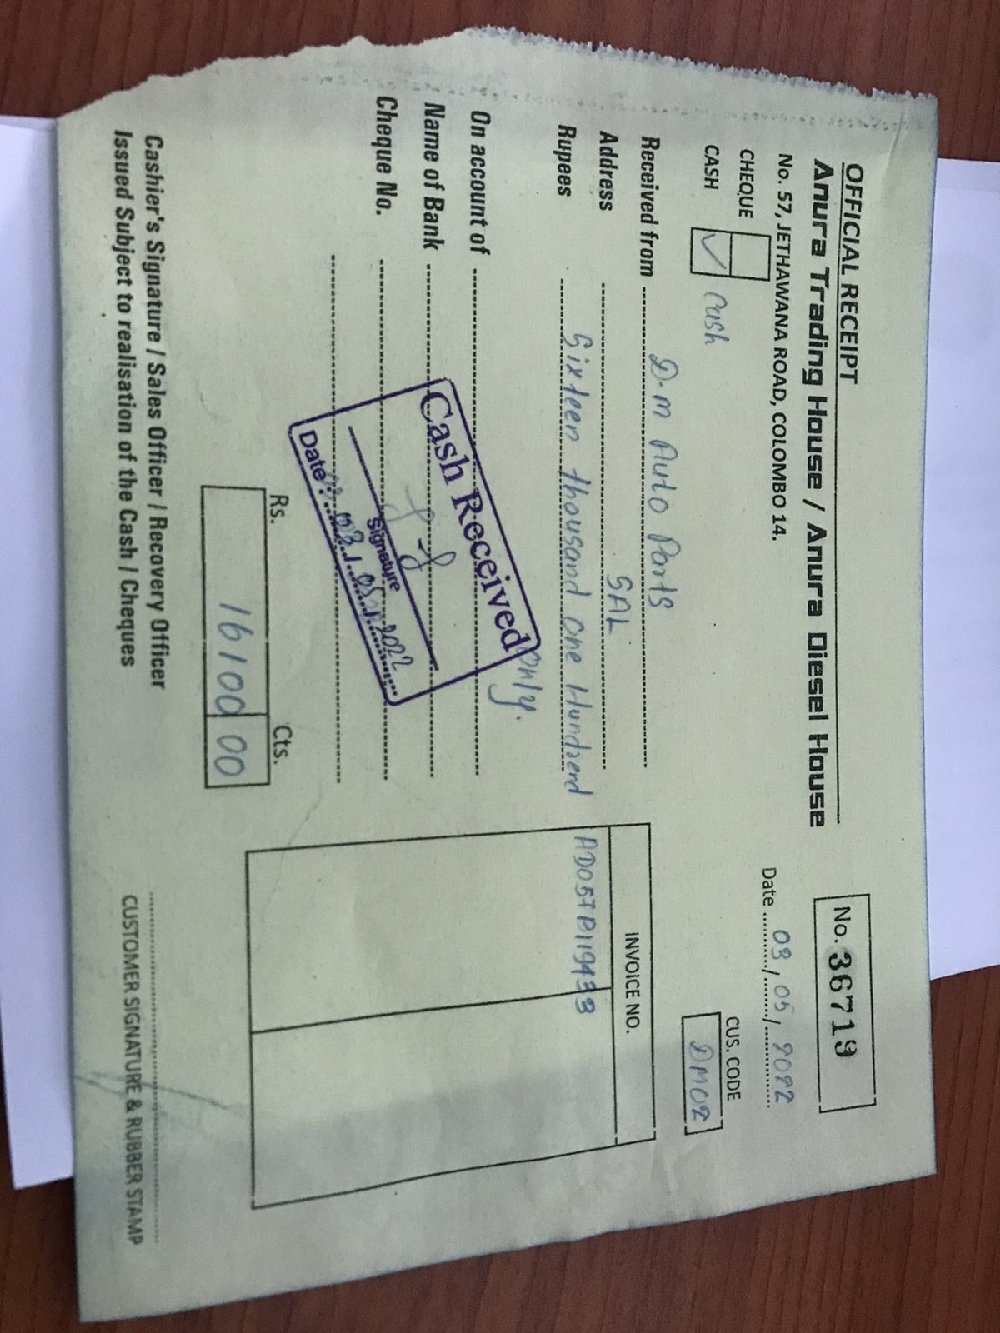 OFFICIAL RECEIPT
Anura Trading House / Anura Diesel House
No. 57, JETHAWANA ROAD, COLOMBO 14.
No. 36719
Date 03 / 05 / 2022
CHEQUE
CASH ✓ cash
CUS. CODE
DM02
Received from D.m Auto Parts
Address GAL
Rupees Sixteen thousand one Hundrerd
only.
On account of
Name of Bank
Cheque No.
INVOICE NO.
AD057B119433
Cash Received
Signature
Date : 03 / 05 / 2022
Rs. Cts.
16100 00
Cashier's Signature / Sales Officer / Recovery Officer
Issued Subject to realisation of the Cash / Cheques
CUSTOMER SIGNATURE & RUBBER STAMP